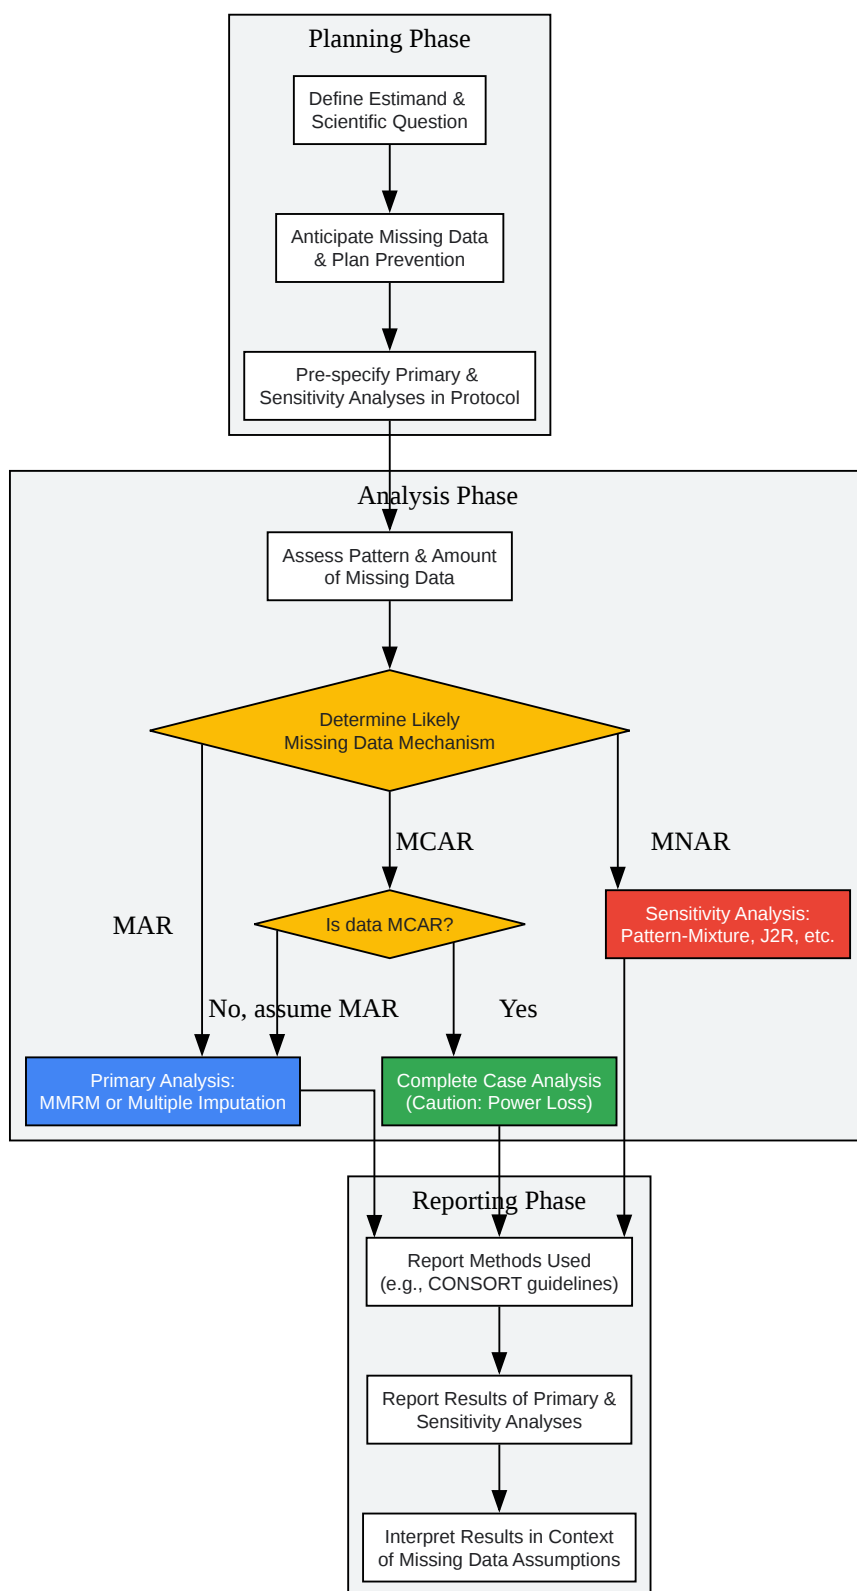 Planning Phase
Define Estimand &
Scientific Question
Anticipate Missing Data
& Plan Prevention
Pre-specify Primary &
Sensitivity Analyses in Protocol
Analysis Phase
Assess Pattern & Amount
of Missing Data
Determine Likely
Missing Data Mechanism
MCAR
MNAR
MAR
Is data MCAR?
Sensitivity Analysis:
Pattern-Mixture, J2R, etc.
No, assume MAR
Yes
Primary Analysis:
MMRM or Multiple Imputation
Complete Case Analysis
(Caution: Power Loss)
Reporting Phase
Report Methods Used
(e.g., CONSORT guidelines)
Report Results of Primary &
Sensitivity Analyses
Interpret Results in Context
of Missing Data Assumptions